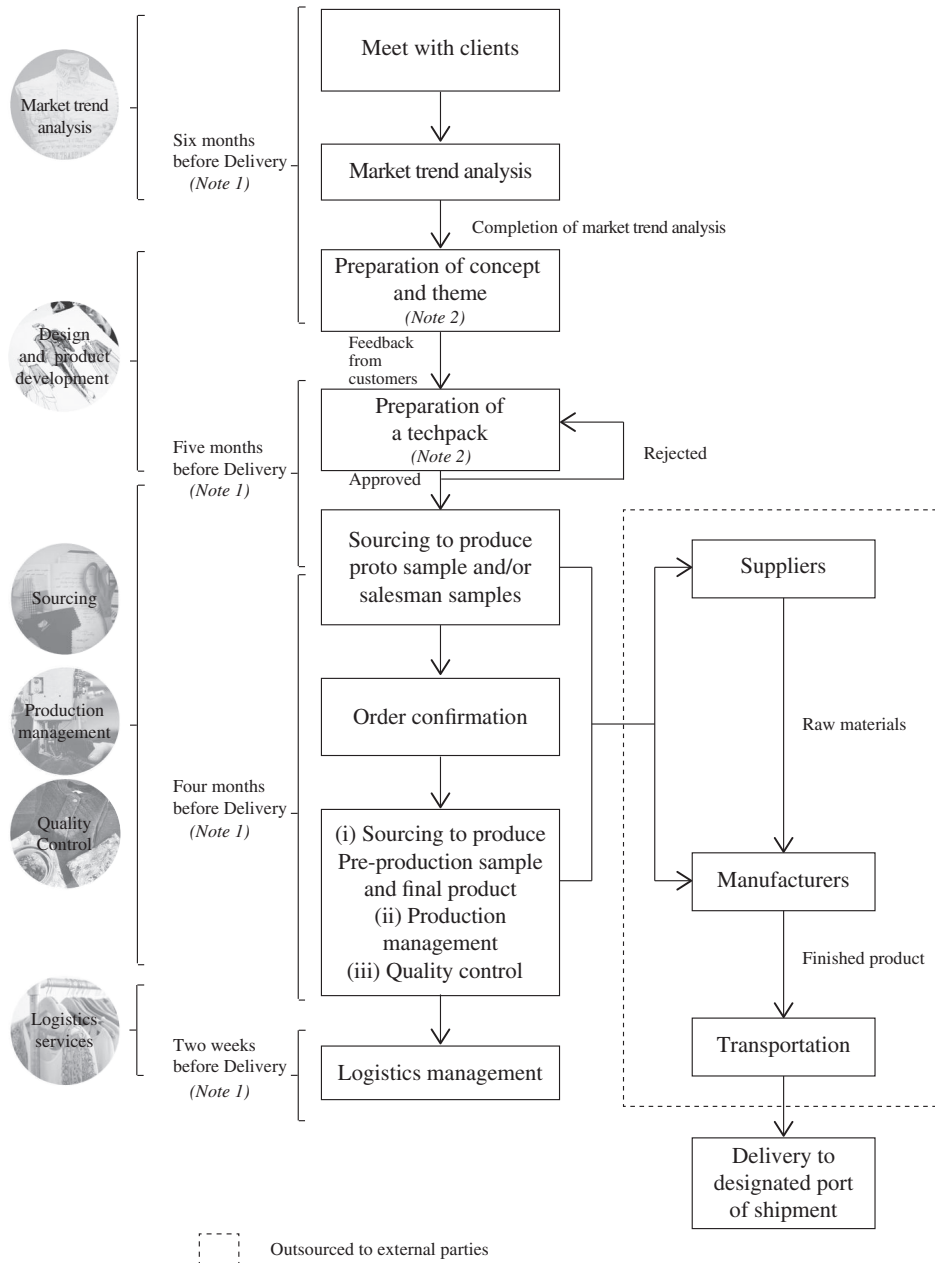 Meet with clients
Market trend
analysis
Six months
before Delivery
(Note 1)
Market trend analysis
Completion of market trend analysis
Preparation of concept
and theme
(Note 2)
Design
and product
development
Feedback
from
customers
Preparation of
a techpack
(Note 2)
Five months
before Delivery
(Note 1)
Rejected
Approved
Sourcing to produce
proto sample and/or
salesman samples
Suppliers
Sourcing
Order confirmation
Production
management
Raw materials
Four months
before Delivery
(Note 1)
Quality
Control
(i) Sourcing to produce
Pre-production sample
and final product
(ii) Production
management
(iii) Quality control
Manufacturers
Finished product
Logistics
services
Two weeks
before Delivery
(Note 1)
Logistics management
Transportation
Delivery to
designated port
of shipment
Outsourced to external parties